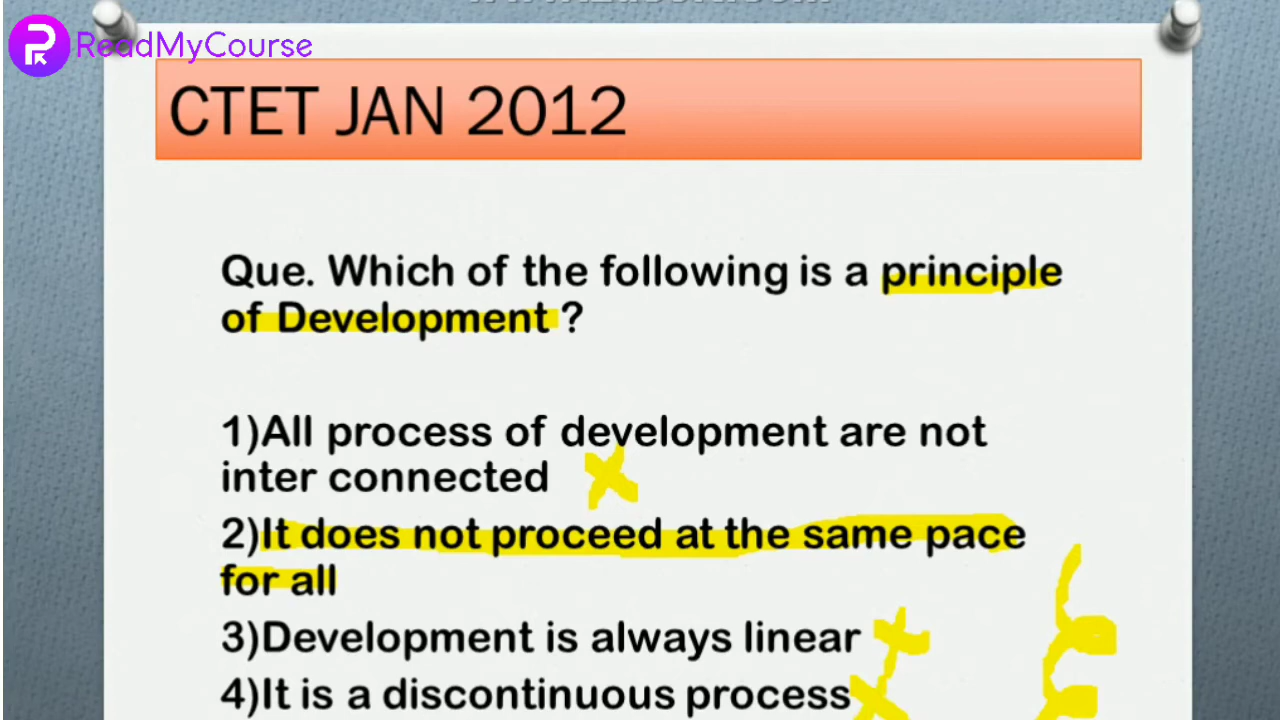 ReadMyCourse
CTET JAN 2012
Que. Which of the following is a principle
of Development ?
1)All process of development are not
inter connected
2)It does not proceed at the same pace
for all
3)Development is always linear
4)It is a discontinuous process